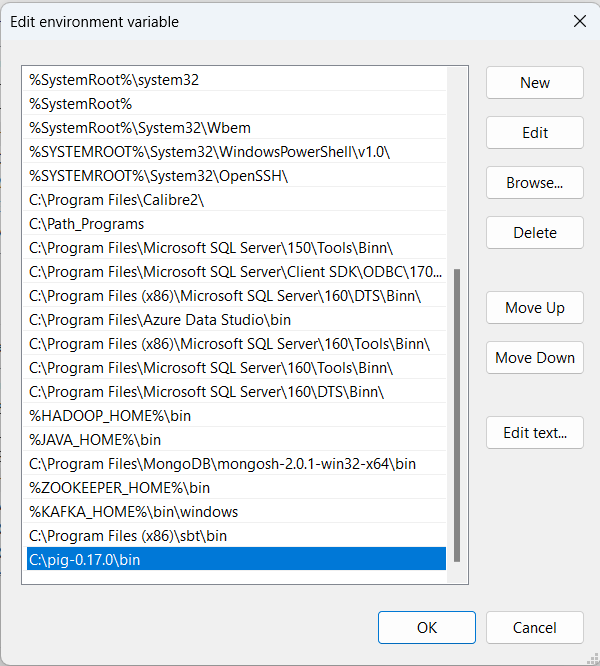 Edit environment variable
%SystemRoot%\system32
%SystemRoot%
%SystemRoot%\System32\Wbem
%SYSTEMROOT%\System32\WindowsPowerShell\v1.0\
%SYSTEMROOT%\System32\OpenSSH\
C:\Program Files\Calibre2\
C:\Path_Programs
C:\Program Files\Microsoft SQL Server\150\Tools\Binn\
C:\Program Files\Microsoft SQL Server\Client SDK\ODBC\170...
C:\Program Files (x86)\Microsoft SQL Server\160\DTS\Binn\
C:\Program Files\Azure Data Studio\bin
C:\Program Files (x86)\Microsoft SQL Server\160\Tools\Binn\
C:\Program Files\Microsoft SQL Server\160\Tools\Binn\
C:\Program Files\Microsoft SQL Server\160\DTS\Binn\
%HADOOP_HOME%\bin
%JAVA_HOME%\bin
C:\Program Files\MongoDB\mongosh-2.0.1-win32-x64\bin
%ZOOKEEPER_HOME%\bin
%KAFKA_HOME%\bin\windows
C:\Program Files (x86)\sbt\bin
C:\pig-0.17.0\bin
New
Edit
Browse...
Delete
Move Up
Move Down
Edit text...
OK
Cancel